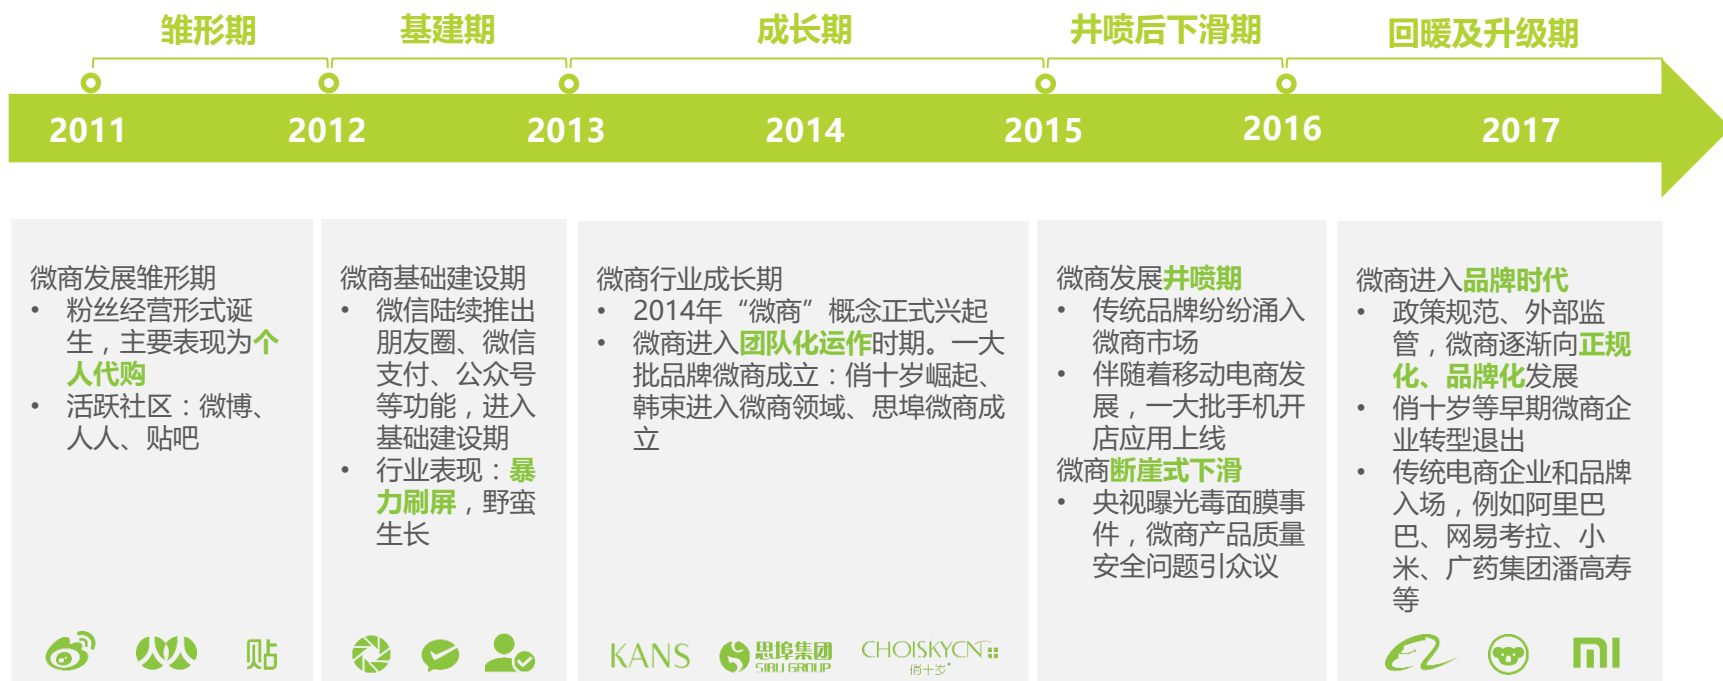 雏形期
基建期
成长期
井喷后下滑期
回暖及升级期
2011
2012
2013
2014
2015
2016
2017
微商发展雏形期
• 粉丝经营形式诞
生，主要表现为个
人代购
• 活跃社区：微博、
人人、贴吧
贴
微商基础建设期
• 微信陆续推出
朋友圈、微信
支付、公众号
等功能，进入
基础建设期
• 行业表现：暴
力刷屏，野蛮
生长
微商行业成长期
• 2014年“微商”概念正式兴起
• 微商进入团队化运作时期。一大
批品牌微商成立：俏十岁崛起、
韩束进入微商领域、思埠微商成
立
KANS
思埠集团
SIBU GROUP
CHOISKYCN
俏十岁
微商发展井喷期
• 传统品牌纷纷涌入
微商市场
• 伴随着移动电商发
展，一大批手机开
店应用上线
微商断崖式下滑
• 央视曝光毒面膜事
件，微商产品质量
安全问题引众议
微商进入品牌时代
• 政策规范、外部监
管，微商逐渐向正规
化、品牌化发展
• 俏十岁等早期微商企
业转型退出
• 传统电商企业和品牌
入场，例如阿里巴
巴、网易考拉、小
米、广药集团潘高寿
等
MI